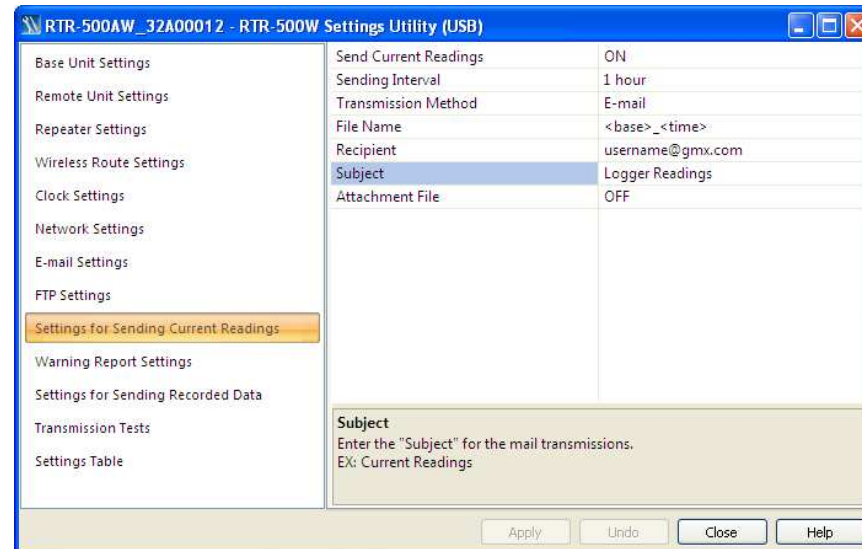 RTR-500AW_32A00012 - RTR-500W Settings Utility (USB)
Base Unit Settings
Remote Unit Settings
Repeater Settings
Wireless Route Settings
Clock Settings
Network Settings
E-mail Settings
FTP Settings
Settings for Sending Current Readings
Warning Report Settings
Settings for Sending Recorded Data
Transmission Tests
Settings Table
Send Current Readings ON
Sending Interval 1 hour
Transmission Method E-mail
File Name <base>_<time>
Recipient username@gmx.com
Subject Logger Readings
Attachment File OFF
Subject
Enter the "Subject" for the mail transmissions.
EX: Current Readings
Apply Undo Close Help